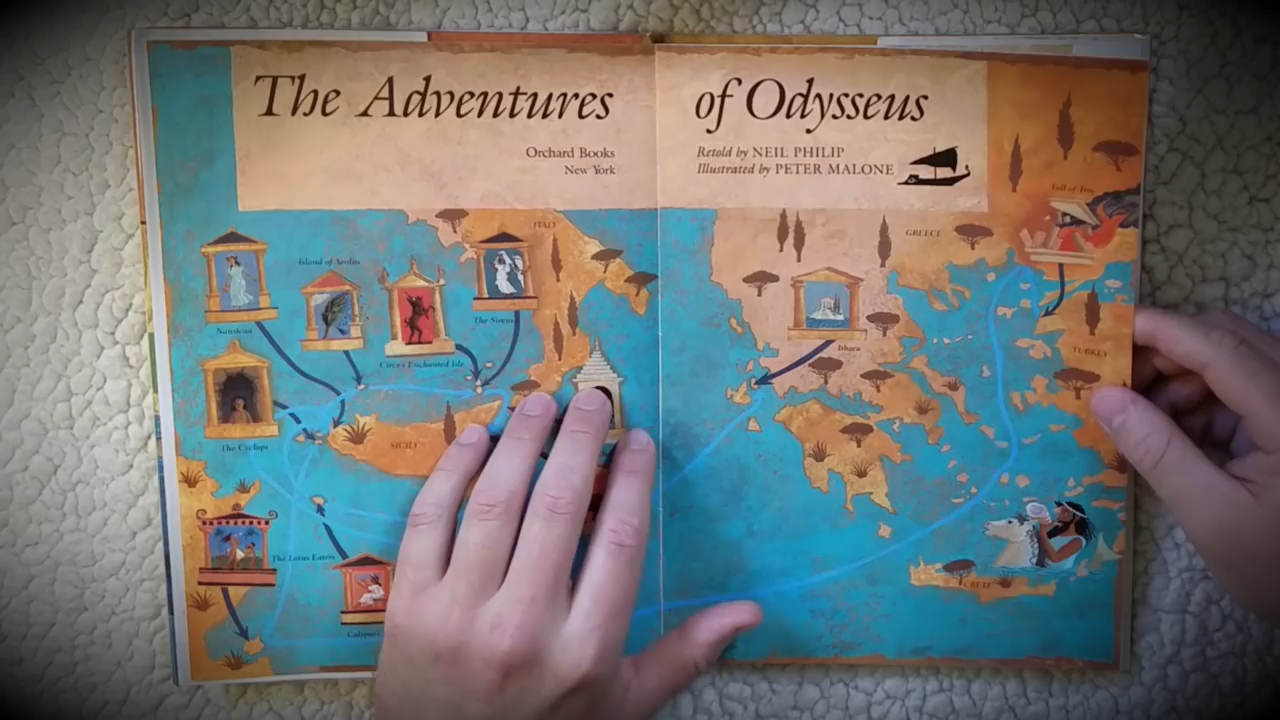 The Adventures
of Odysseus
Orchard Books
New York
Retold by NEIL PHILIP
Illustrated by PETER MALONE
Fall of Troy
ITALY
GREECE
Island of Aeolus
The Sirens
Nausicaa
Circe's Enchanted Isle
Ithaca
TURKEY
SICILY
The Cyclops
The Lotus Eaters
CRETE
Calypso